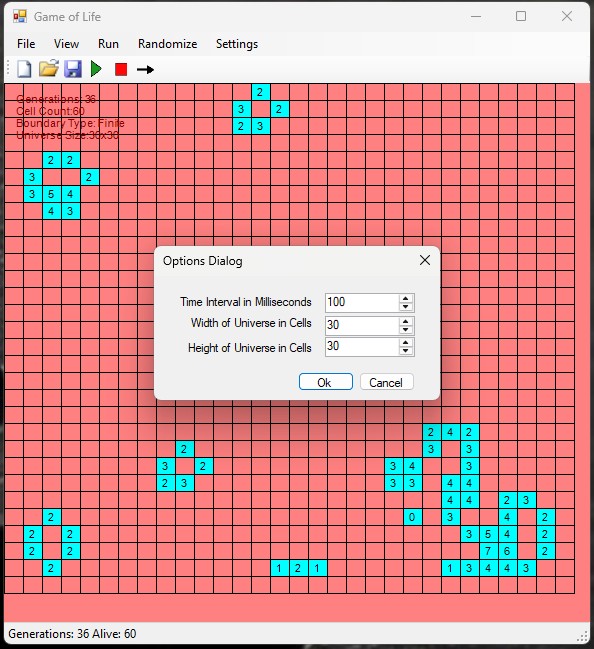 Game of Life
File View Run Randomize Settings
Generations: 36
Cell Count:60
Boundary Type: Finite
Universe Size:30x30
2
3 2
2 3
2 2
3 2
3 5 4
4 3
Options Dialog
Time Interval in Milliseconds 100
Width of Universe in Cells 30
Height of Universe in Cells 30
Ok Cancel
2 4 2
2 3 3
3 2 3 4 3
2 3 3 3 4 4
4 4 2 3
2 0 3 4 2
2 2 3 5 4 2
2 2 7 6 2
2 1 2 1 1 3 4 4 3
Generations: 36 Alive: 60